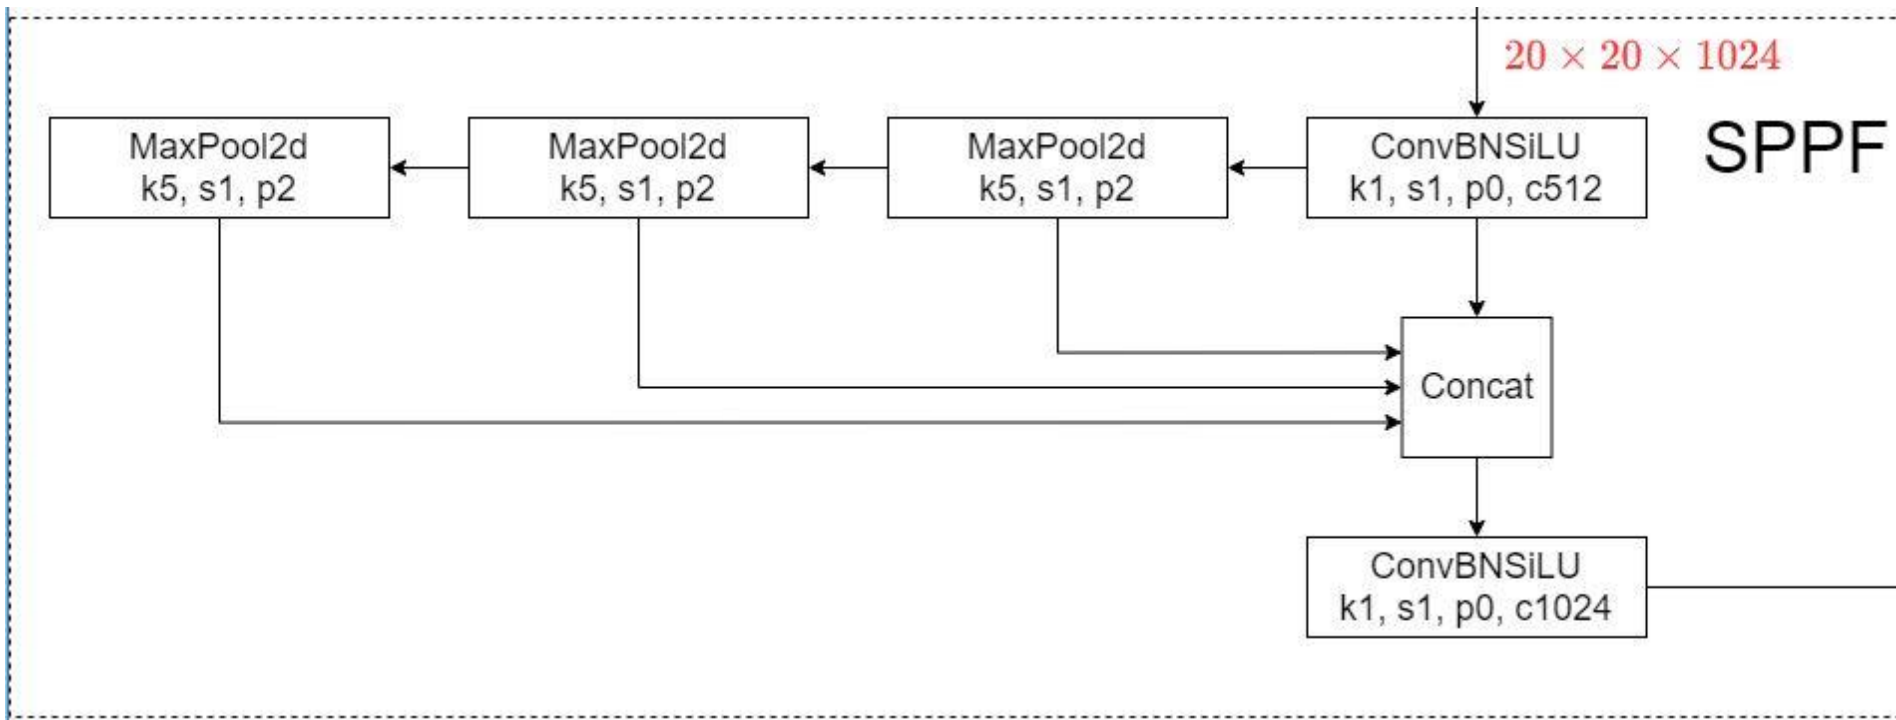 20 × 20 × 1024
SPPF
MaxPool2d
k5, s1, p2
MaxPool2d
k5, s1, p2
MaxPool2d
k5, s1, p2
ConvBNSiLU
k1, s1, p0, c512
Concat
ConvBNSiLU
k1, s1, p0, c1024